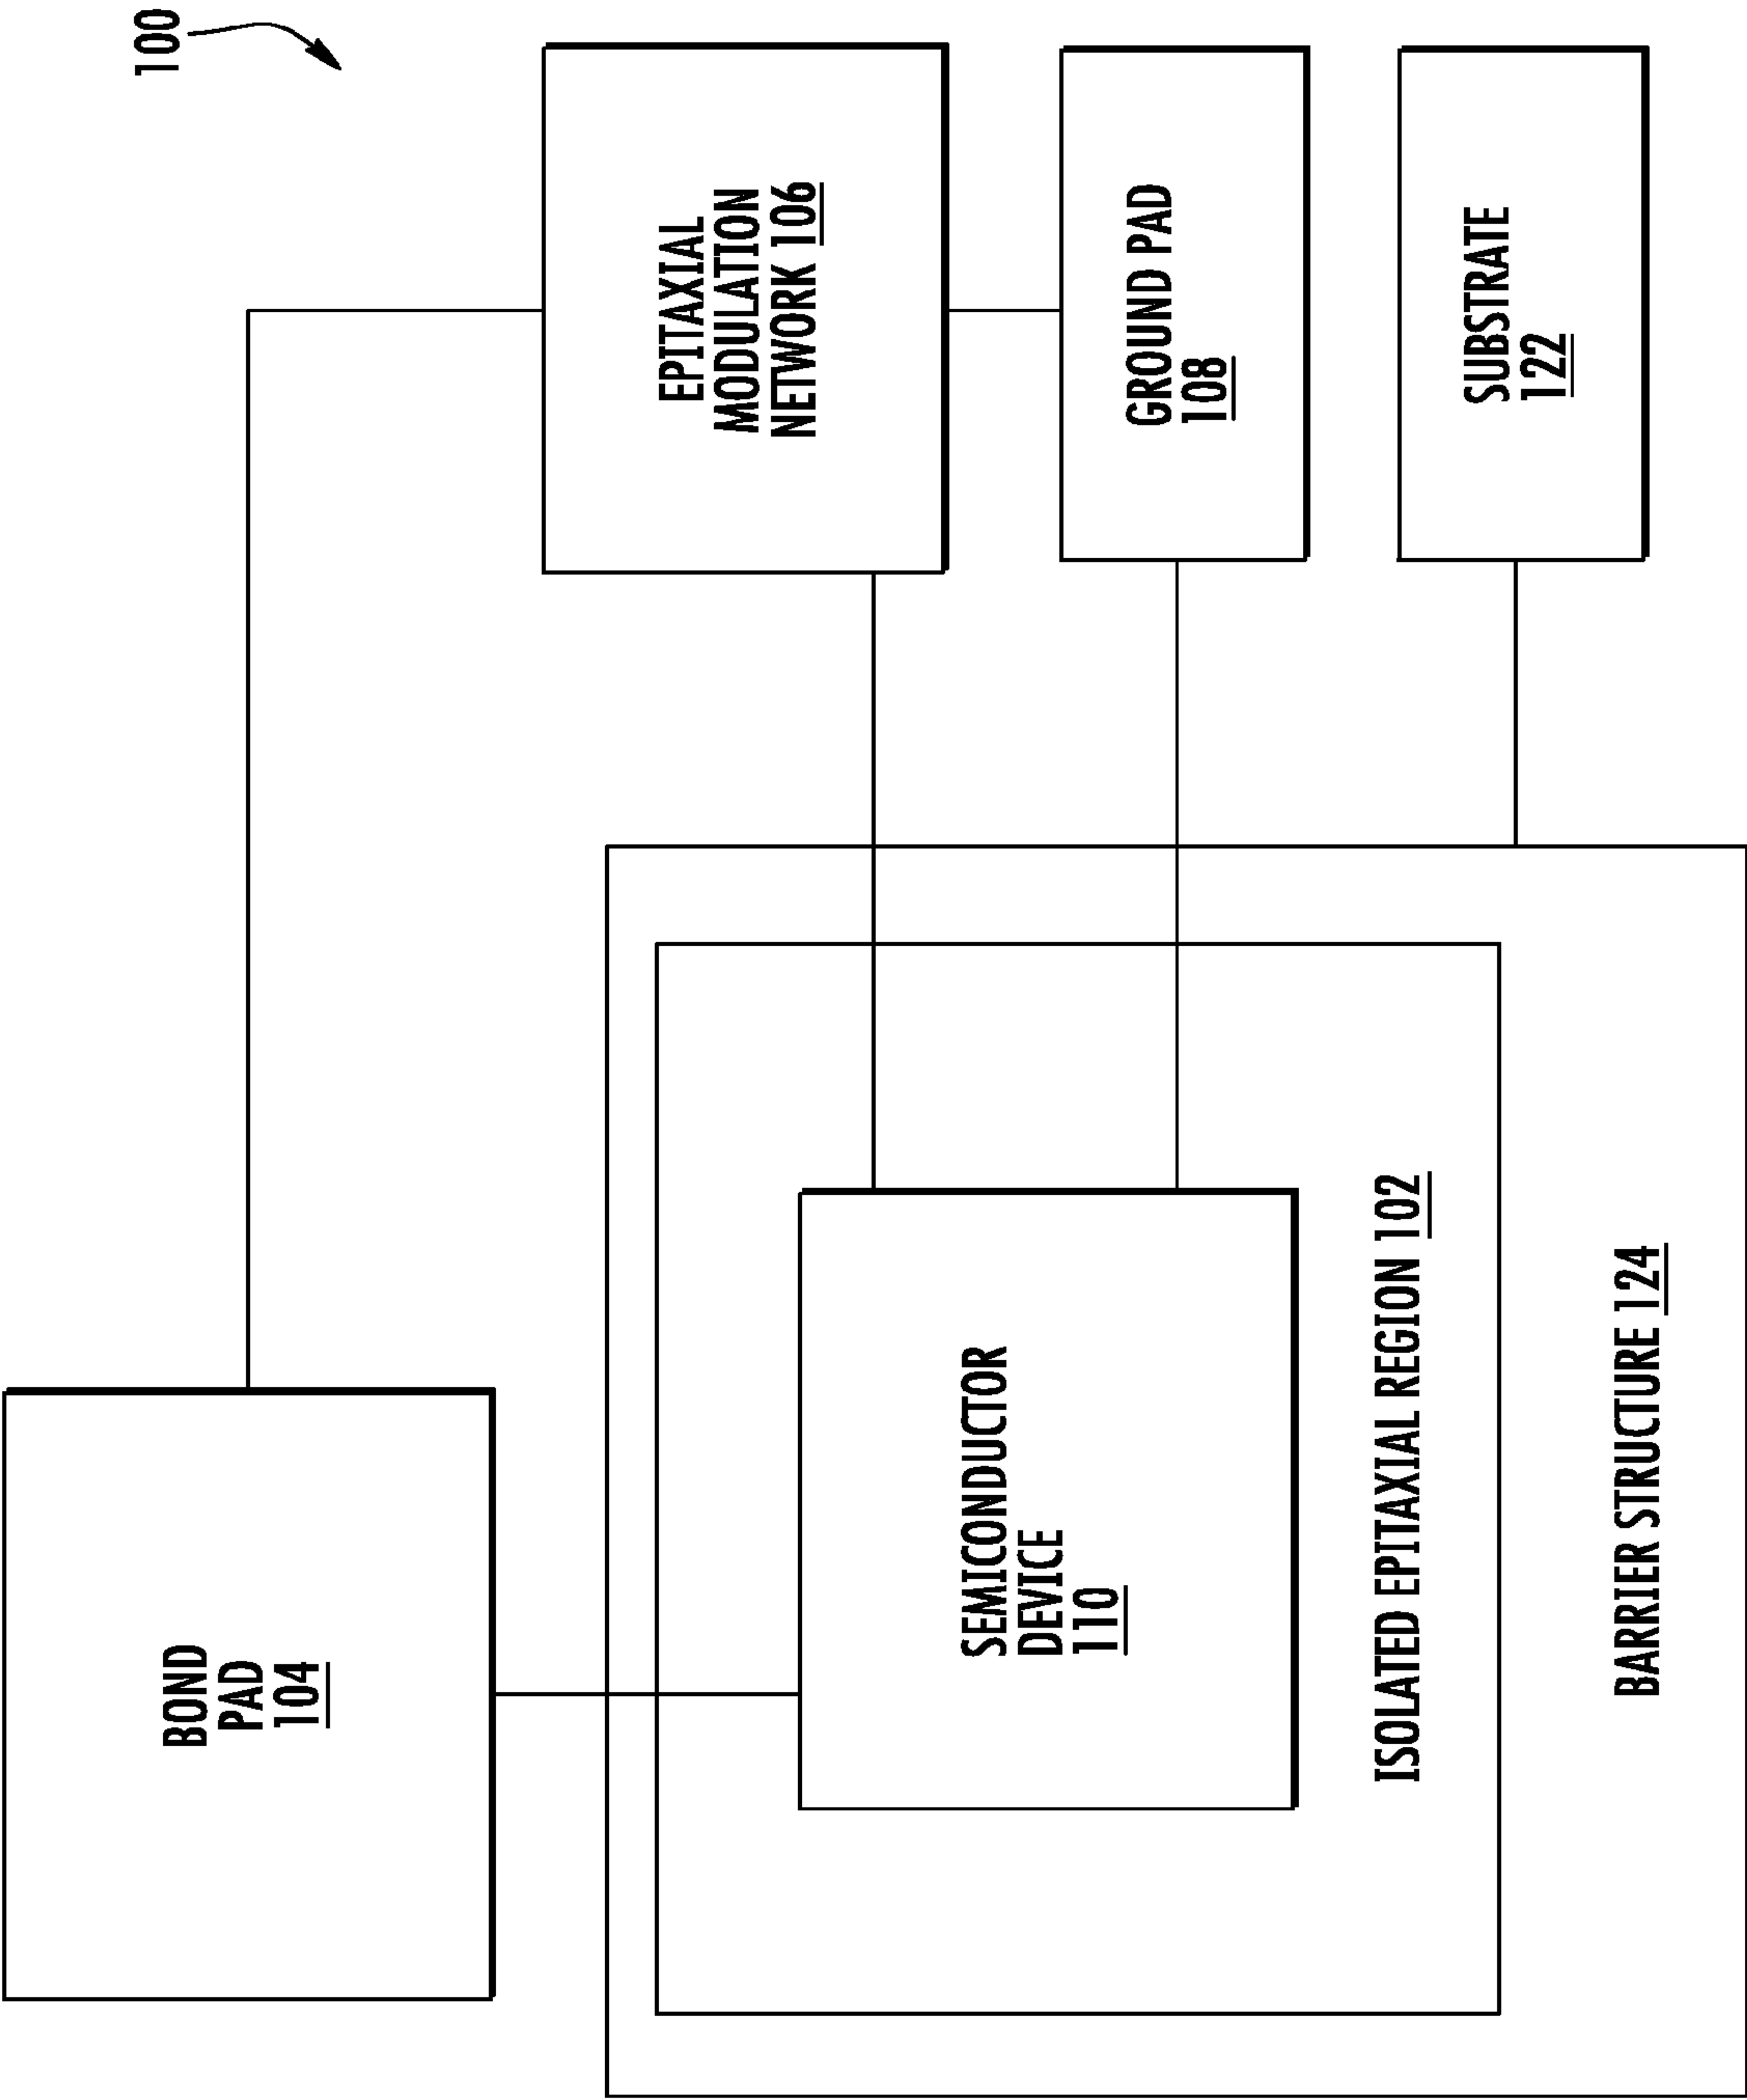 100
BOND
PAD
104
EPITAXIAL
MODULATION
NETWORK 106
SEMICONDUCTOR
DEVICE
110
GROUND PAD
108
ISOLATED EPITAXIAL REGION 102
SUBSTRATE
122
BARRIER STRUCTURE 124